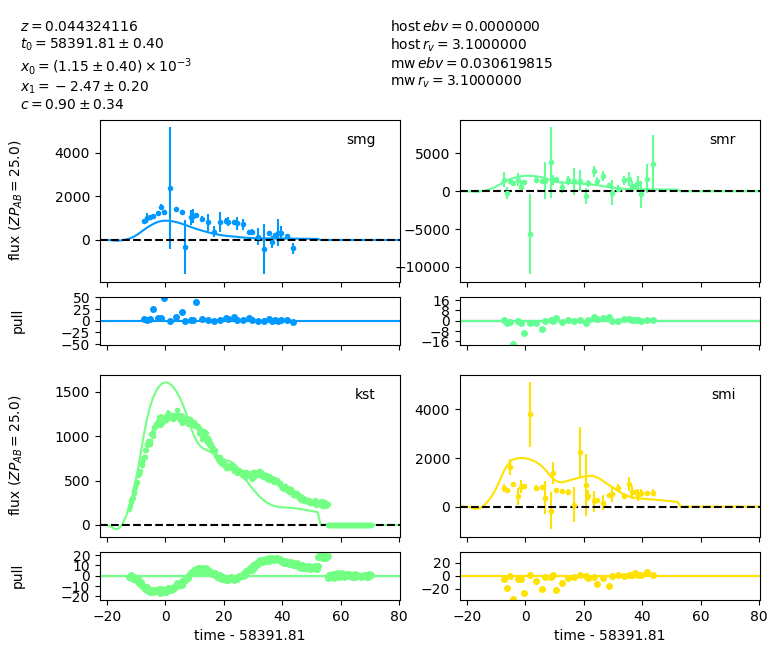 z = 0.044324116
t₀ = 58391.81 ± 0.40
x₀ = (1.15 ± 0.40) × 10⁻³
x₁ = −2.47 ± 0.20
c = 0.90 ± 0.34
host ebv = 0.0000000
host r_v = 3.1000000
mw ebv = 0.030619815
mw r_v = 3.1000000
smg
4000
2000
0
flux (ZP_AB = 25.0)
smr
5000
0
−5000
−10000
50
25
0
−25
−50
pull
16
8
0
−8
−16
kst
1500
1000
500
0
flux (ZP_AB = 25.0)
smi
4000
2000
0
20
10
0
−10
−20
pull
−20 0 20 40 60 80
time - 58391.81
20
0
−20
−20 0 20 40 60 80
time - 58391.81